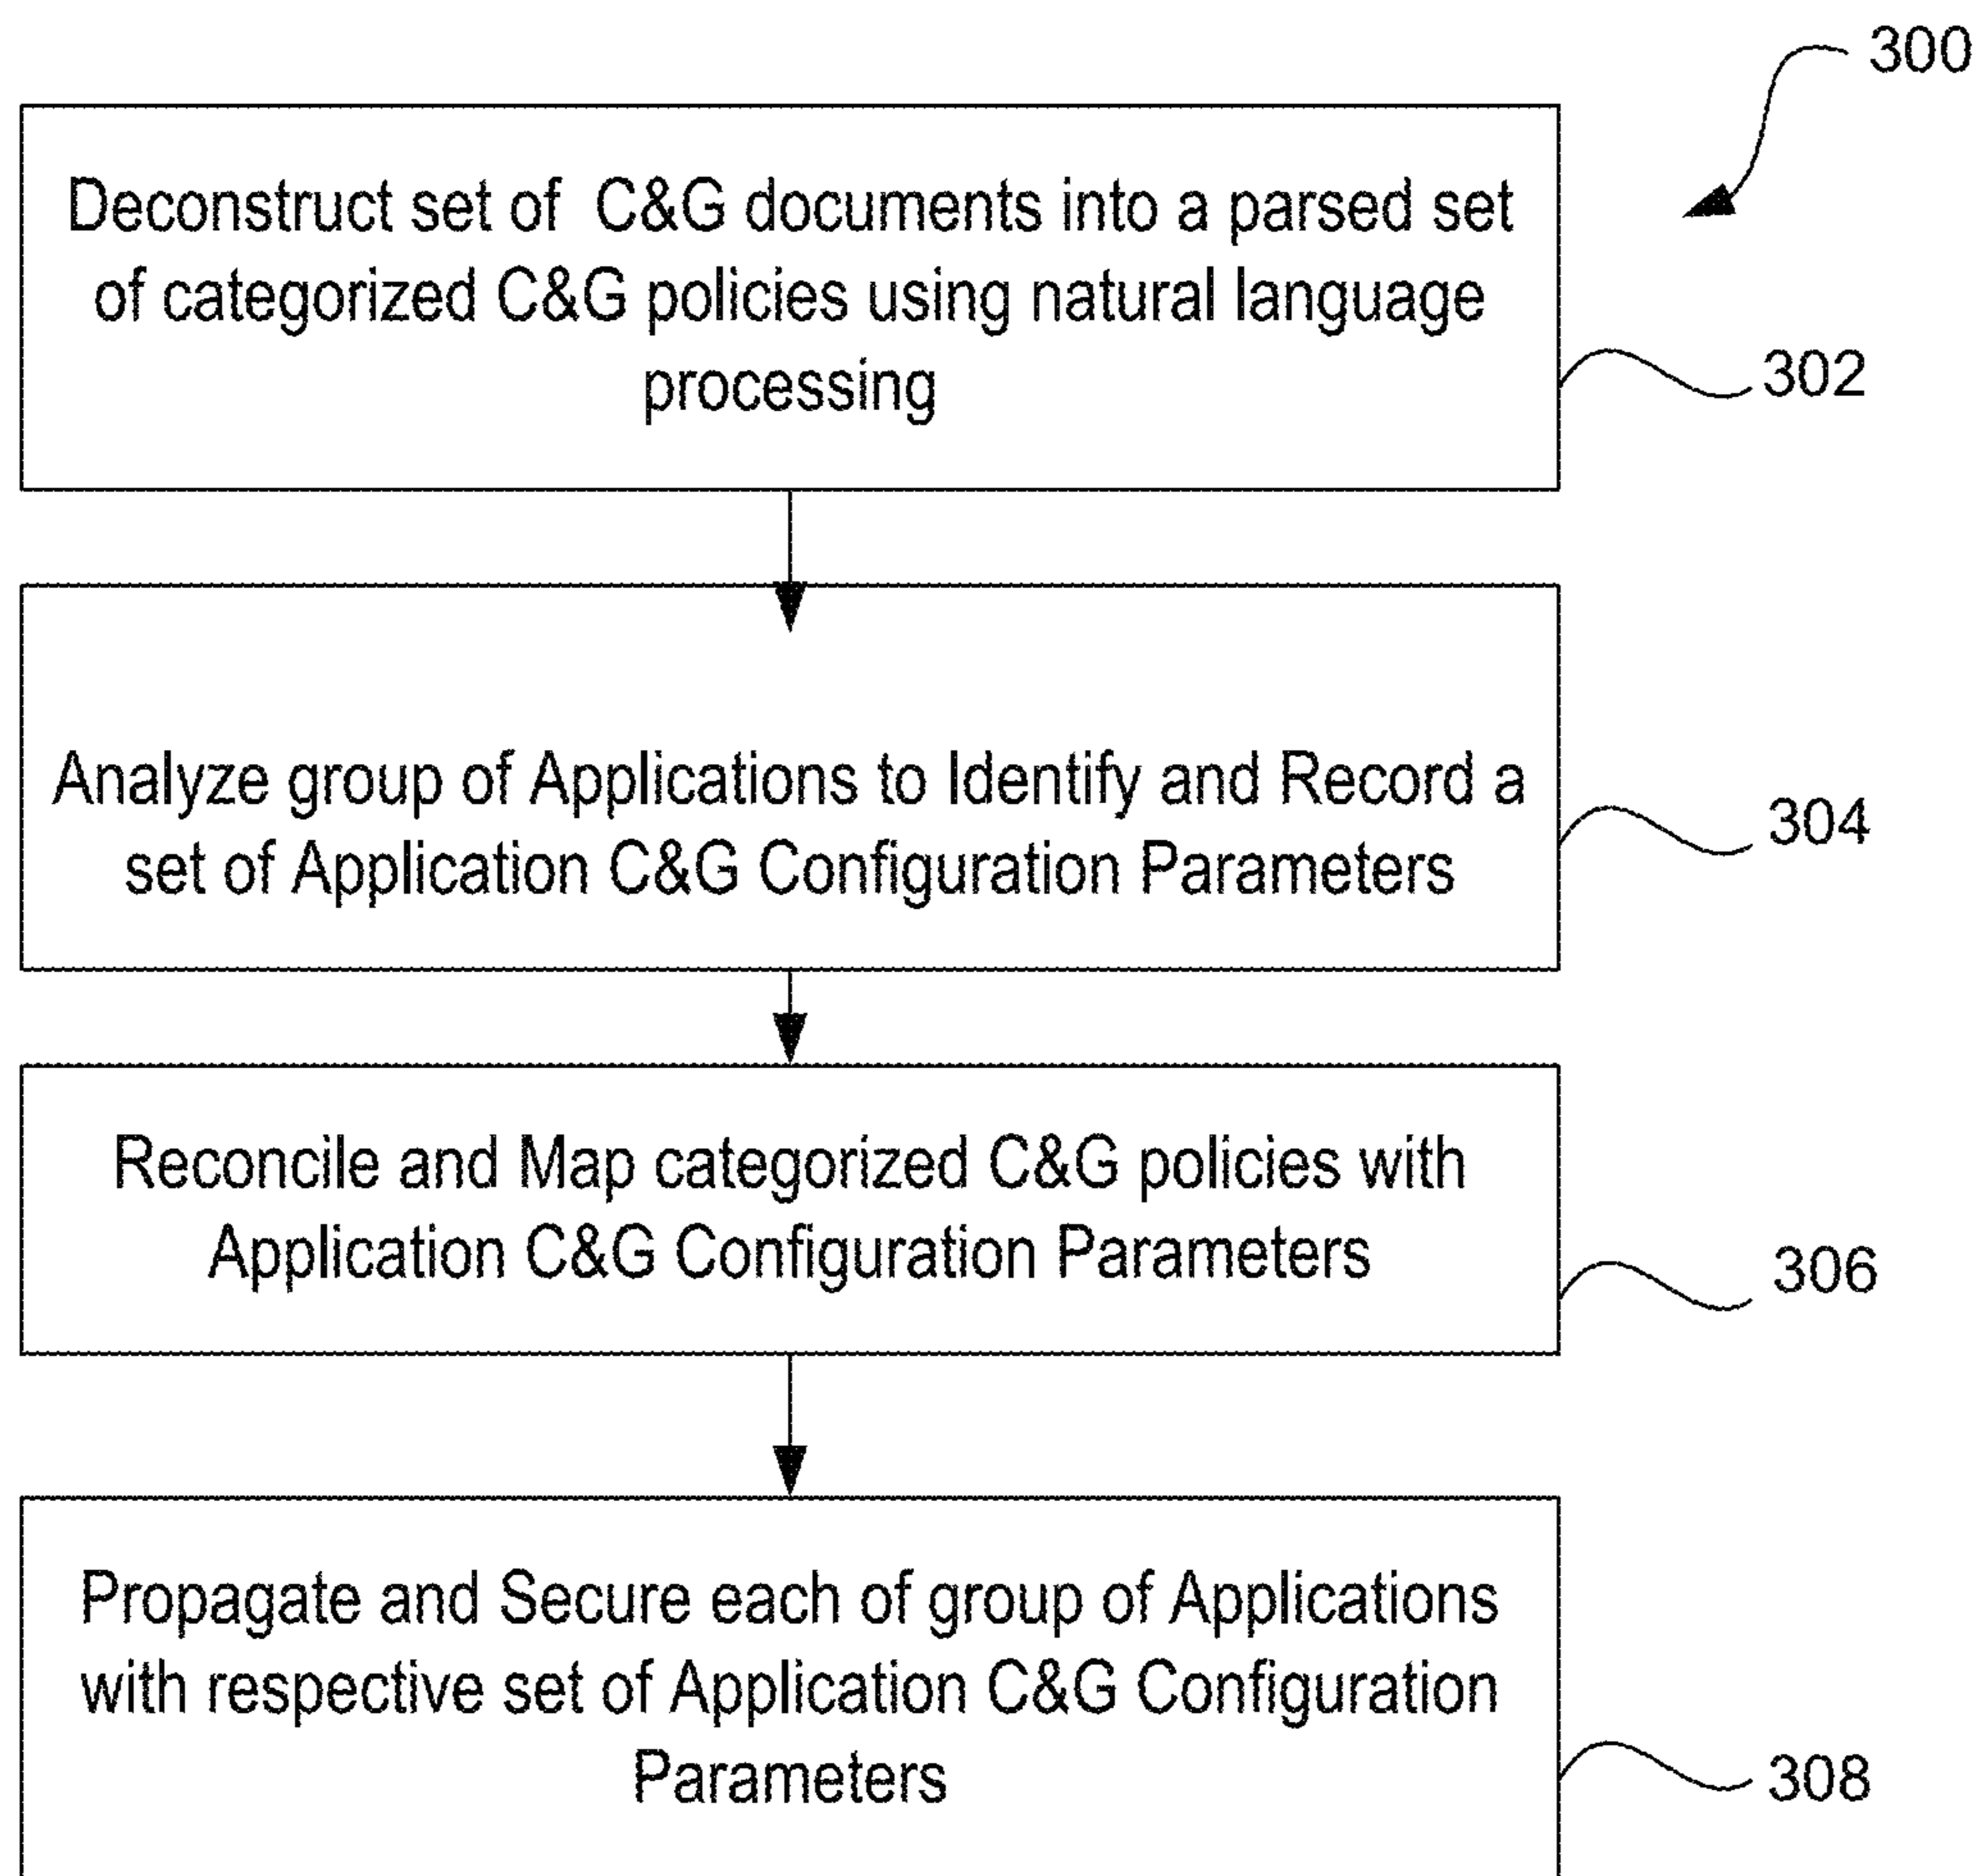 300
Deconstruct set of C&G documents into a parsed set
of categorized C&G policies using natural language
processing
302
Analyze group of Applications to Identify and Record a
set of Application C&G Configuration Parameters
304
Reconcile and Map categorized C&G policies with
Application C&G Configuration Parameters
306
Propagate and Secure each of group of Applications
with respective set of Application C&G Configuration
Parameters
308